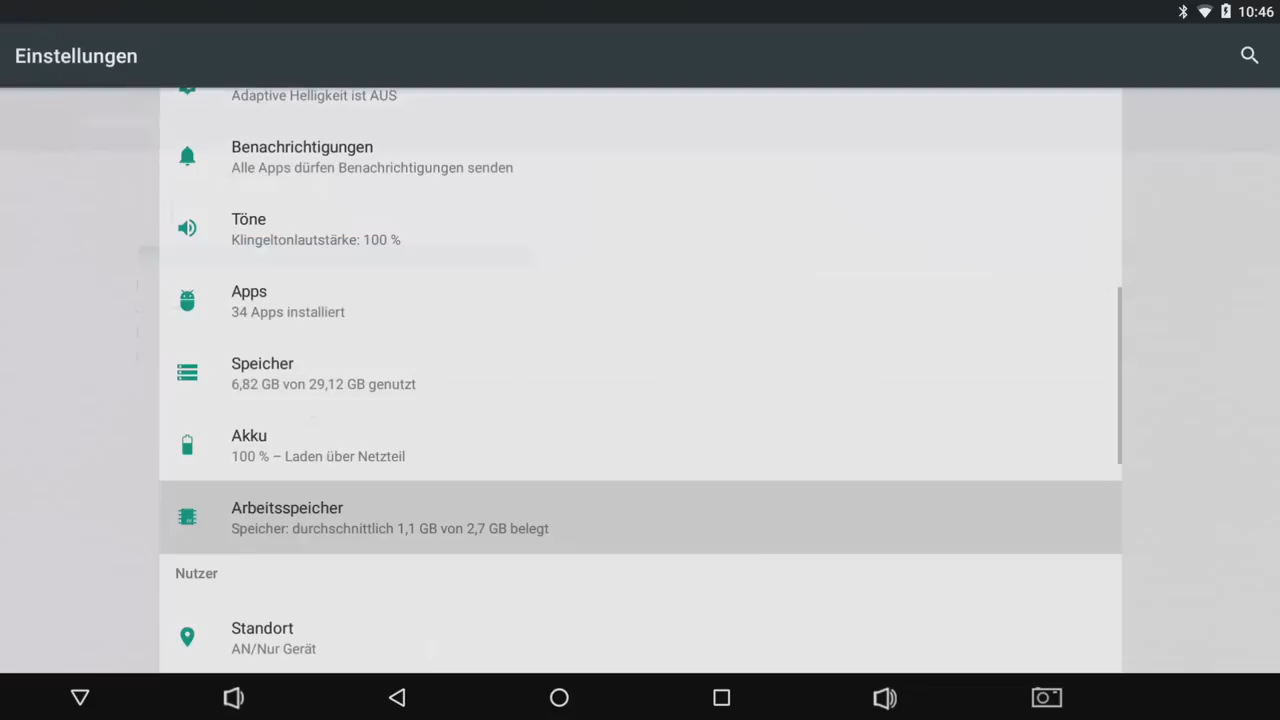 10:46
Einstellungen
Adaptive Helligkeit ist AUS
Benachrichtigungen
Alle Apps dürfen Benachrichtigungen senden
Töne
Klingeltonlautstärke: 100 %
Apps
34 Apps installiert
Speicher
6,82 GB von 29,12 GB genutzt
Akku
100 % – Laden über Netzteil
Arbeitsspeicher
Speicher: durchschnittlich 1,1 GB von 2,7 GB belegt
Nutzer
Standort
AN/Nur Gerät